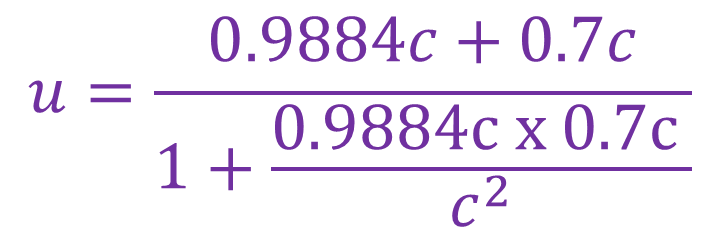 u = 
0.9884c + 0.7c
1 + 
0.9884c x 0.7c
c²